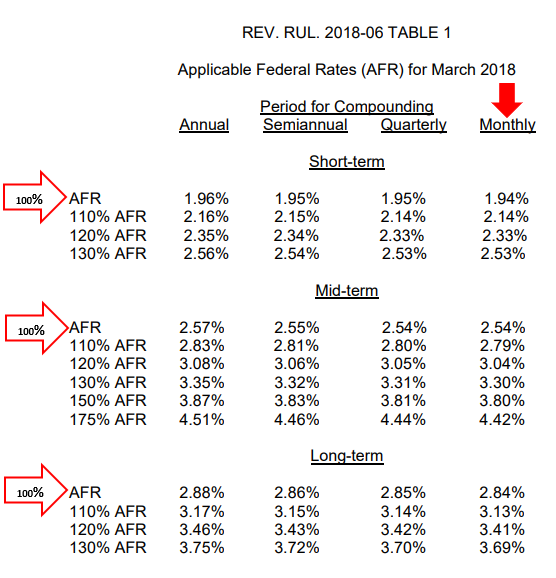 REV. RUL. 2018-06 TABLE 1
Applicable Federal Rates (AFR) for March 2018
Period for Compounding
Annual Semiannual Quarterly Monthly
Short-term
100% AFR 1.96% 1.95% 1.95% 1.94%
110% AFR 2.16% 2.15% 2.14% 2.14%
120% AFR 2.35% 2.34% 2.33% 2.33%
130% AFR 2.56% 2.54% 2.53% 2.53%
Mid-term
100% AFR 2.57% 2.55% 2.54% 2.54%
110% AFR 2.83% 2.81% 2.80% 2.79%
120% AFR 3.08% 3.06% 3.05% 3.04%
130% AFR 3.35% 3.32% 3.31% 3.30%
150% AFR 3.87% 3.83% 3.81% 3.80%
175% AFR 4.51% 4.46% 4.44% 4.42%
Long-term
100% AFR 2.88% 2.86% 2.85% 2.84%
110% AFR 3.17% 3.15% 3.14% 3.13%
120% AFR 3.46% 3.43% 3.42% 3.41%
130% AFR 3.75% 3.72% 3.70% 3.69%